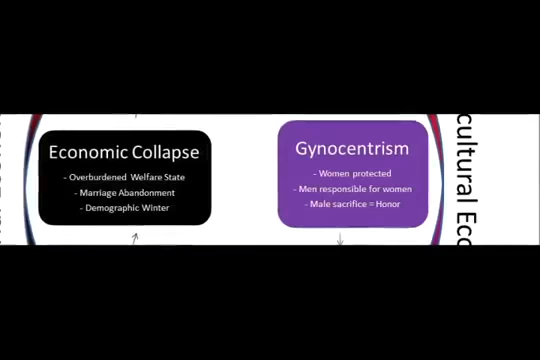 Economic Collapse
- Overburdened Welfare State
- Marriage Abandonment
- Demographic Winter
Gynocentrism
- Women protected
- Men responsible for women
- Male sacrifice = Honor
cultural Eco